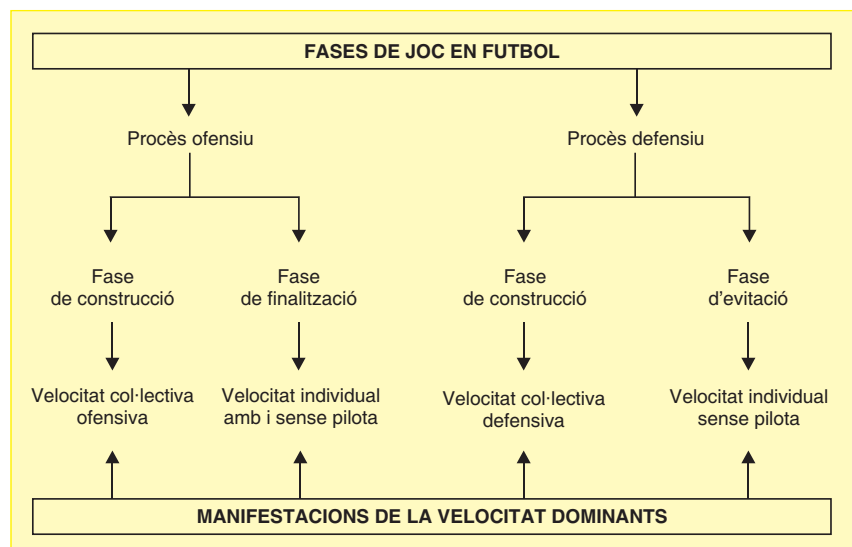 FASES DE JOC EN FUTBOL
Procès ofensiu
Procès defensiu
Fase
de construcció
Fase
de finalització
Fase
de construcció
Fase
d'evitació
Velocitat col·lectiva
ofensiva
Velocitat individual
amb i sense pilota
Velocitat col·lectiva
defensiva
Velocitat individual
sense pilota
MANIFESTACIONS DE LA VELOCITAT DOMINANTS